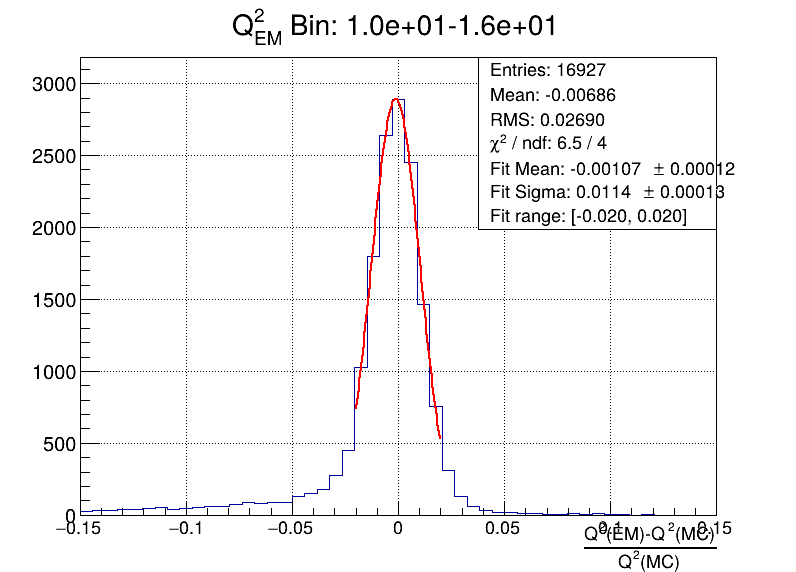 Q²EM Bin: 1.0e+01-1.6e+01
Entries: 16927
Mean: -0.00686
RMS: 0.02690
χ² / ndf: 6.5 / 4
Fit Mean: -0.00107 ± 0.00012
Fit Sigma: 0.0114 ± 0.00013
Fit range: [-0.020, 0.020]
3000
2500
2000
1500
1000
500
0
−0.15 −0.1 −0.05 0 0.05 0.1 0.15
Q²(EM)-Q²(MC)
Q²(MC)